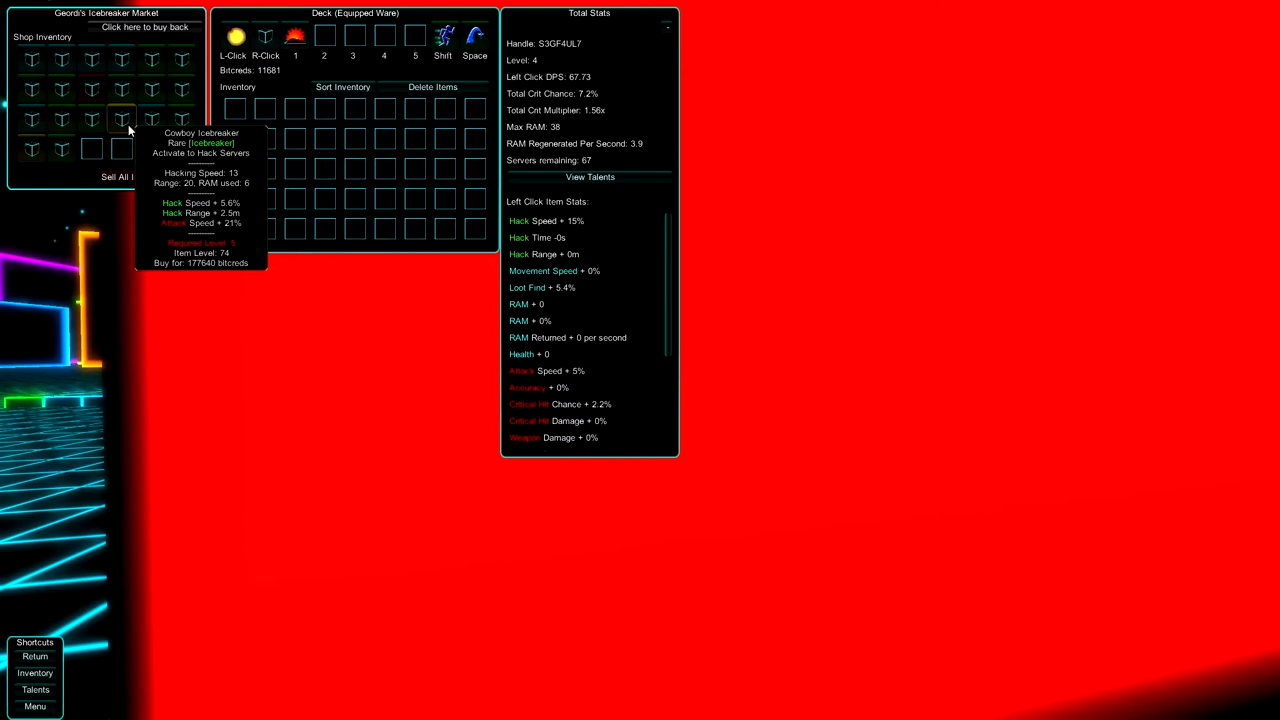 Geordi's Icebreaker Market
Click here to buy back
Shop Inventory
Sell All I
Cowboy Icebreaker
Rare [Icebreaker]
Activate to Hack Servers
-----------
Hacking Speed: 13
Range: 20, RAM used: 6
-----------
Hack Speed + 5.6%
Hack Range + 2.5m
Attack Speed + 21%
-----------
Required Level: 5
Item Level: 74
Buy for: 177640 bitcreds
Deck (Equipped Ware)
L-Click R-Click 1 2 3 4 5 Shift Space
Bitcreds: 11681
Inventory Sort Inventory Delete Items
Total Stats
-
Handle: S3GF4UL7
Level: 4
Left Click DPS: 67.73
Total Crit Chance: 7.2%
Total Crit Multiplier: 1.56x
Max RAM: 38
RAM Regenerated Per Second: 3.9
Servers remaining: 67
View Talents
Left Click Item Stats:
Hack Speed + 15%
Hack Time -0s
Hack Range + 0m
Movement Speed + 0%
Loot Find + 5.4%
RAM + 0
RAM + 0%
RAM Returned + 0 per second
Health + 0
Attack Speed + 5%
Accuracy + 0%
Critical Hit Chance + 2.2%
Critical Hit Damage + 0%
Weapon Damage + 0%
Shortcuts
Return
Inventory
Talents
Menu